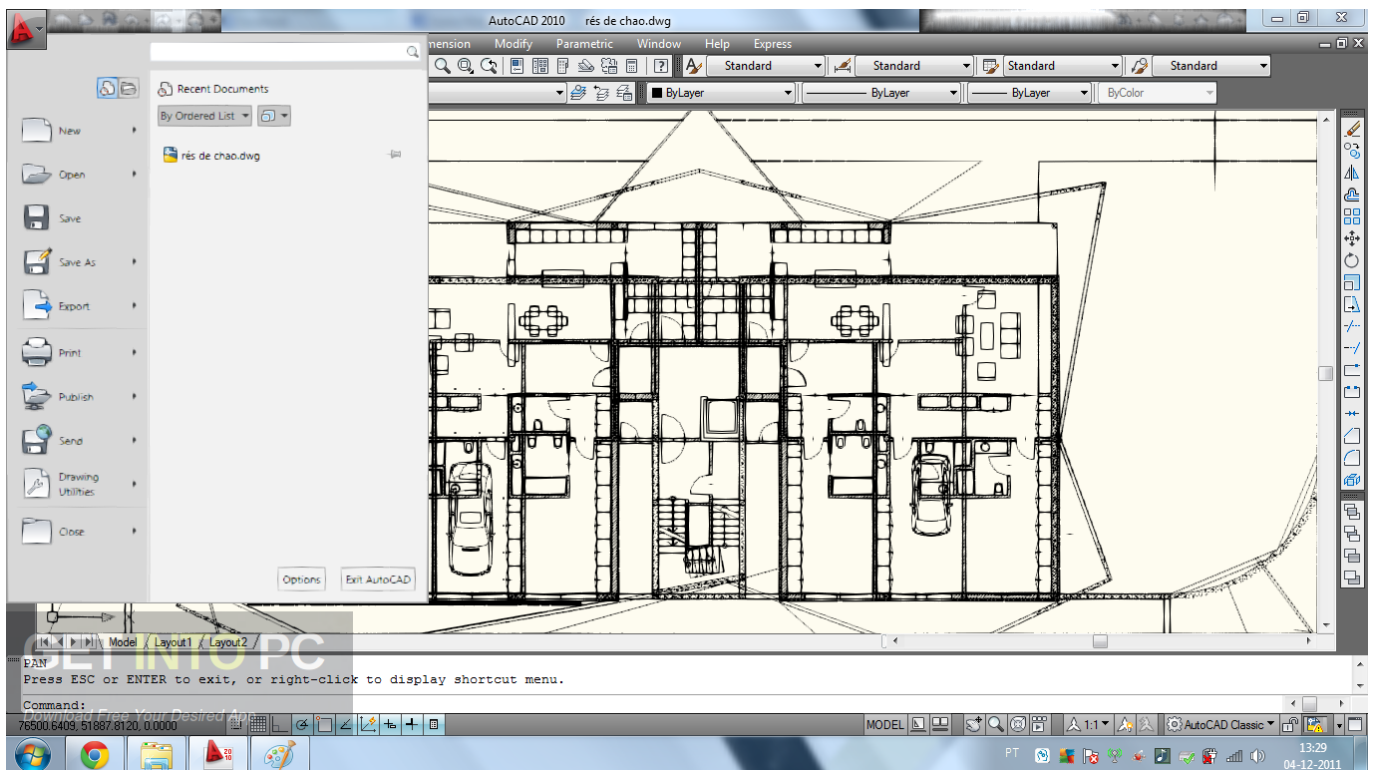 AutoCAD 2010 rés de chao.dwg
mension Modify Parametric Window Help Express
Standard Standard Standard Standard
ByLayer ByLayer ByLayer ByColor
Recent Documents
By Ordered List
rés de chao.dwg
New
Open
Save
Save As
Export
Print
Publish
Send
Drawing
Utilities
Close
Options Exit AutoCAD
Model Layout1 Layout2
GET INTO PC
PAN
Press ESC or ENTER to exit, or right-click to display shortcut menu.
Command:
Download Free Your Desired App
76500.6409, 51887.8120, 0.0000 MODEL 1:1 AutoCAD Classic
PT 13:29
04-12-2011